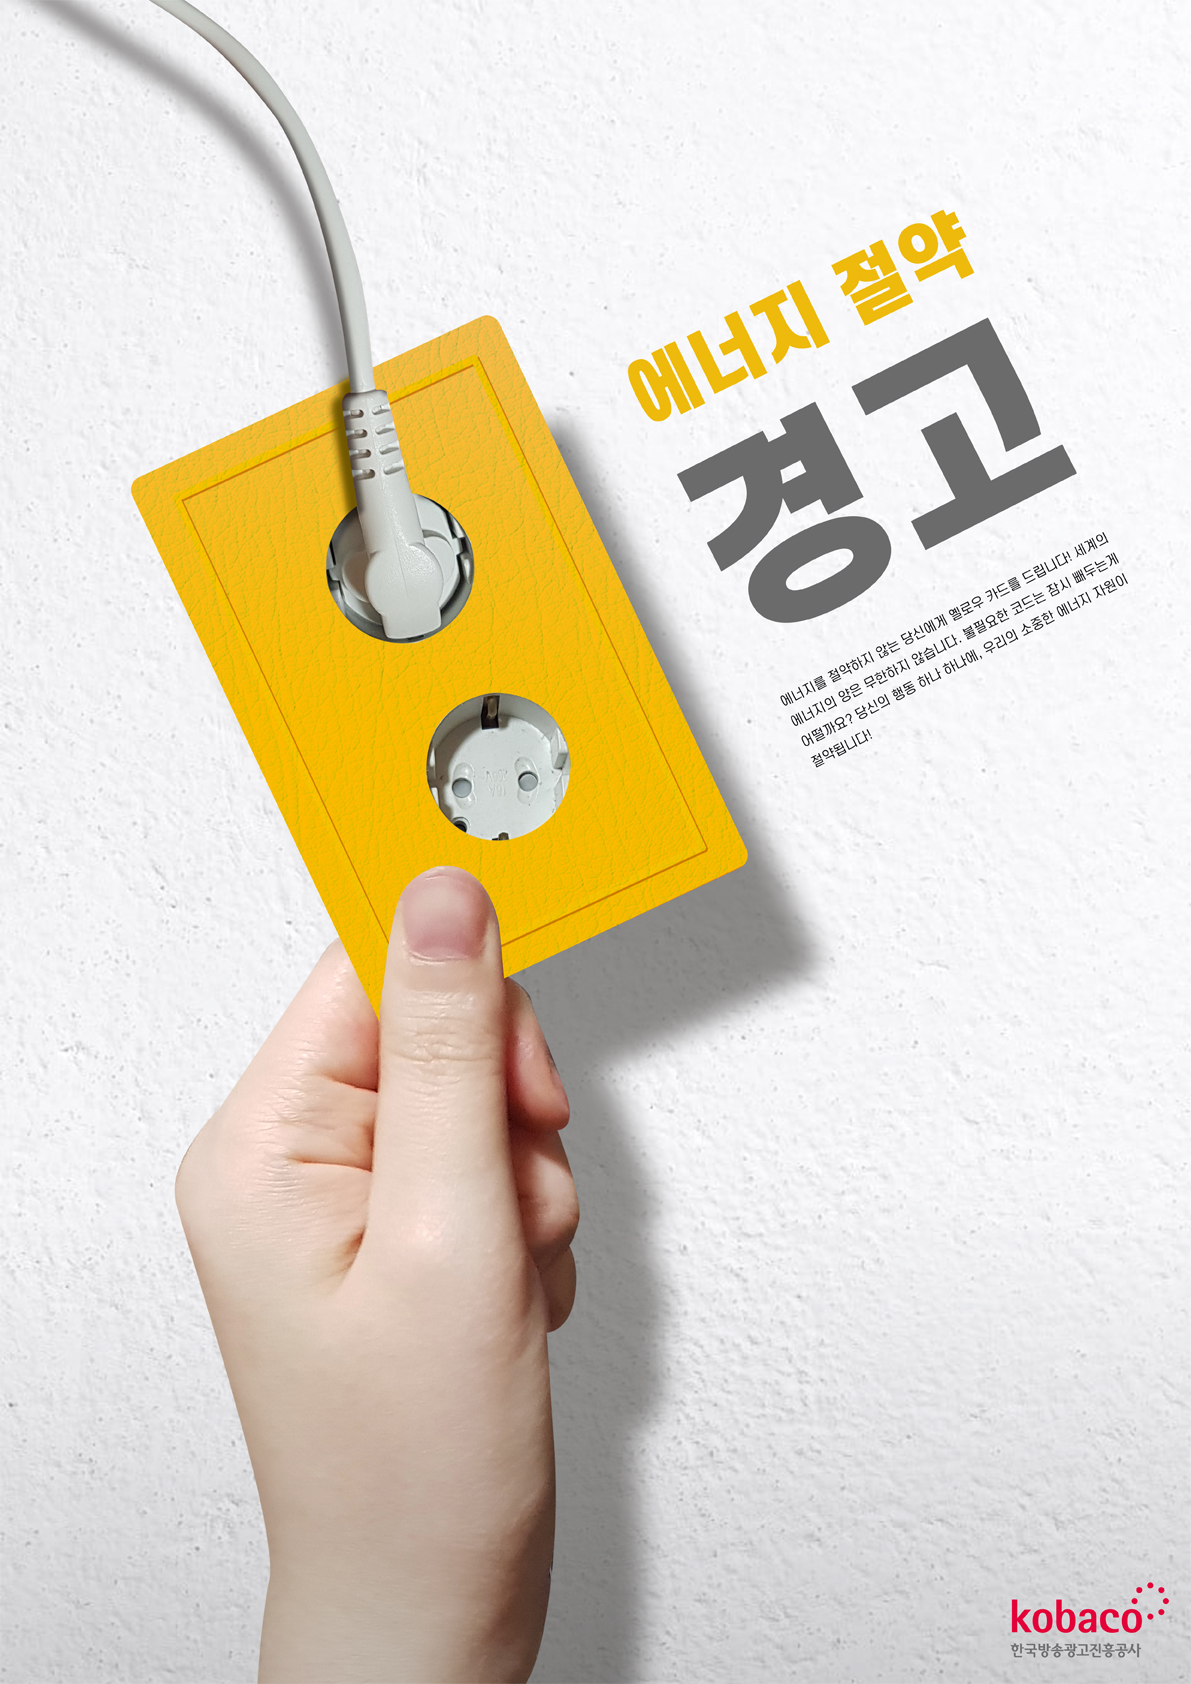 에너지 절약
경고
에너지를 절약하지 않는 당신에게 옐로우 카드를 드립니다! 세계의
에너지의 양은 무한하지 않습니다. 불필요한 코드는 잠시 빼두는게
어떨까요? 당신의 행동 하나 하나에, 우리의 소중한 에너지 자원이
절약됩니다!
kobaco
한국방송광고진흥공사